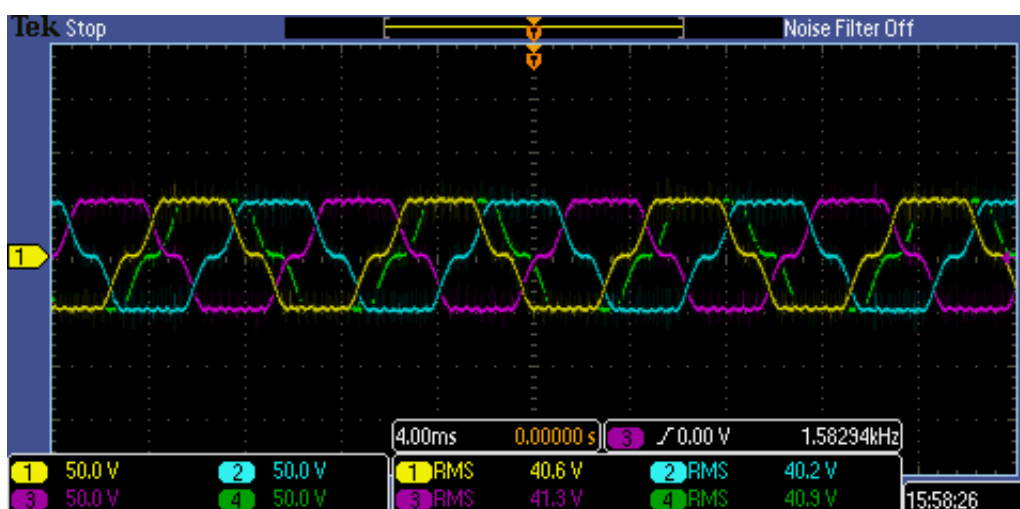 Tek Stop Noise Filter Off
T
T
1
4.00ms 0.00000 s 3 0.00 V 1.58294kHz
1 50.0 V 2 50.0 V 1 RMS 40.6 V 2 RMS 40.2 V
3 50.0 V 4 50.0 V 3 RMS 41.3 V 4 RMS 40.9 V 15:58:26